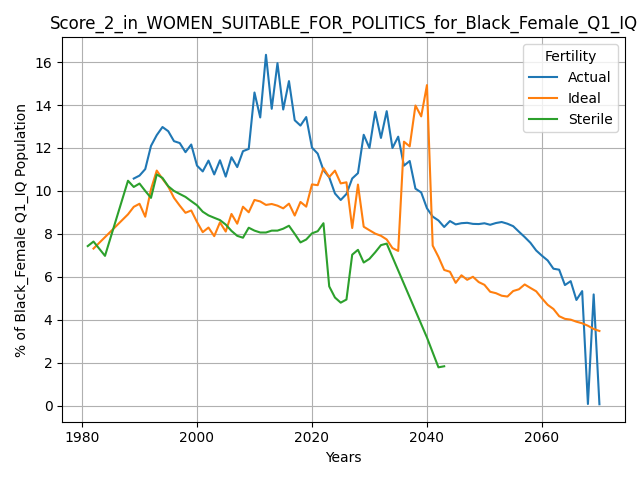 Score_2_in_WOMEN_SUITABLE_FOR_POLITICS_for_Black_Female_Q1_IQ
Fertility
Actual
Ideal
Sterile
% of Black_Female Q1_IQ Population
16
14
12
10
8
6
4
2
0
1980
2000
2020
2040
2060
Years